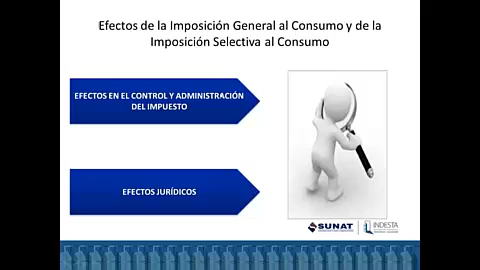 Efectos de la Imposición General al Consumo y de la
Imposición Selectiva al Consumo
EFECTOS EN EL CONTROL Y ADMINISTRACIÓN
DEL IMPUESTO
EFECTOS JURÍDICOS
SUNAT
INDESTA